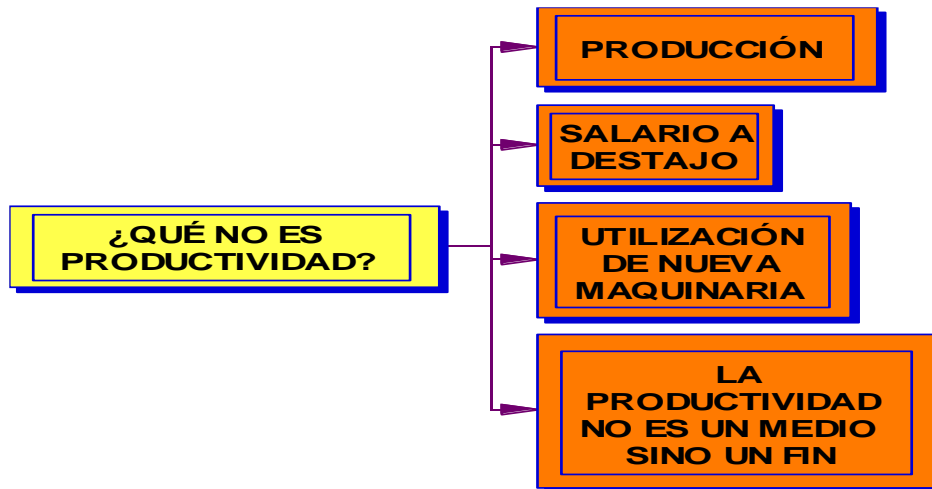 ¿QUÉ NO ES
PRODUCTIVIDAD?
PRODUCCIÓN
SALARIO A
DESTAJO
UTILIZACIÓN
DE NUEVA
MAQUINARIA
LA
PRODUCTIVIDAD
NO ES UN MEDIO
SINO UN FIN